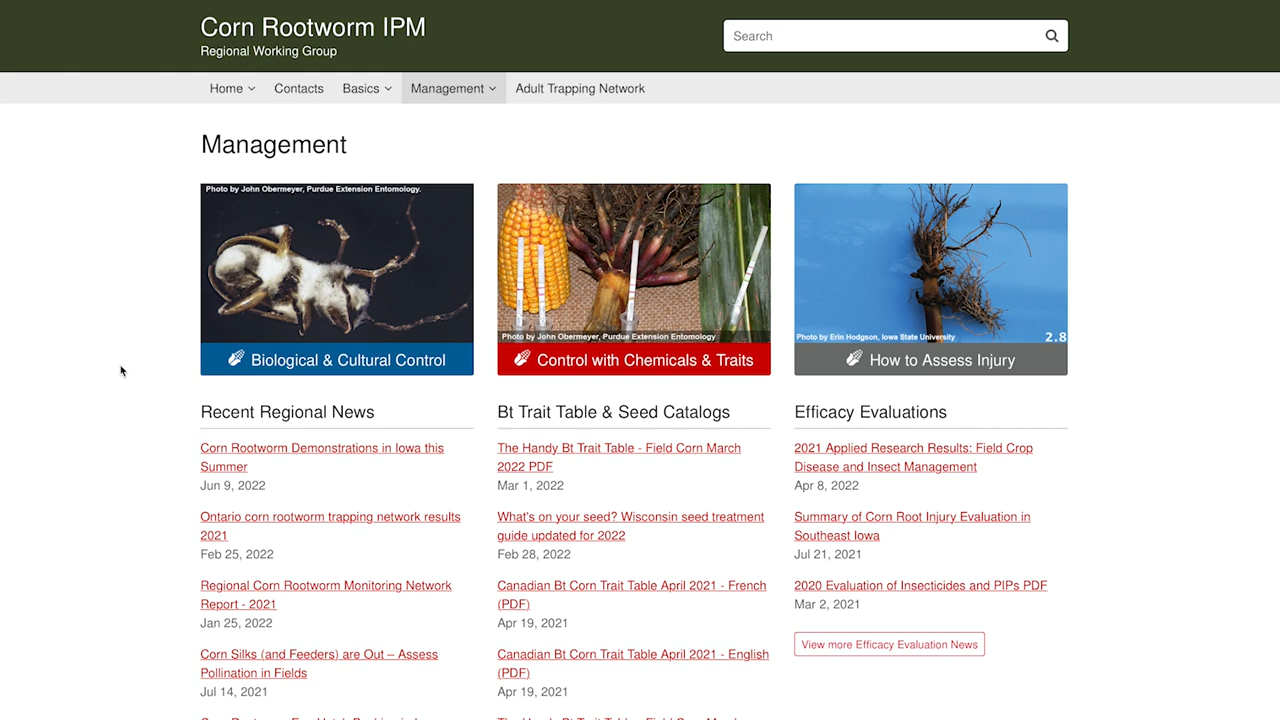 Corn Rootworm IPM
Regional Working Group
Search
Home
Contacts
Basics
Management
Adult Trapping Network
Management
Photo by John Obermeyer, Purdue Extension Entomology.
Biological & Cultural Control
Photo by John Obermeyer, Purdue Extension Entomology
Control with Chemicals & Traits
Photo by Erin Hodgson, Iowa State University
2.8
How to Assess Injury
Recent Regional News
Corn Rootworm Demonstrations in Iowa this
Summer
Jun 9, 2022
Ontario corn rootworm trapping network results
2021
Feb 25, 2022
Regional Corn Rootworm Monitoring Network
Report - 2021
Jan 25, 2022
Corn Silks (and Feeders) are Out – Assess
Pollination in Fields
Jul 14, 2021
Bt Trait Table & Seed Catalogs
The Handy Bt Trait Table - Field Corn March
2022 PDF
Mar 1, 2022
What's on your seed? Wisconsin seed treatment
guide updated for 2022
Feb 28, 2022
Canadian Bt Corn Trait Table April 2021 - French
(PDF)
Apr 19, 2021
Canadian Bt Corn Trait Table April 2021 - English
(PDF)
Apr 19, 2021
Efficacy Evaluations
2021 Applied Research Results: Field Crop
Disease and Insect Management
Apr 8, 2022
Summary of Corn Root Injury Evaluation in
Southeast Iowa
Jul 21, 2021
2020 Evaluation of Insecticides and PIPs PDF
Mar 2, 2021
View more Efficacy Evaluation News